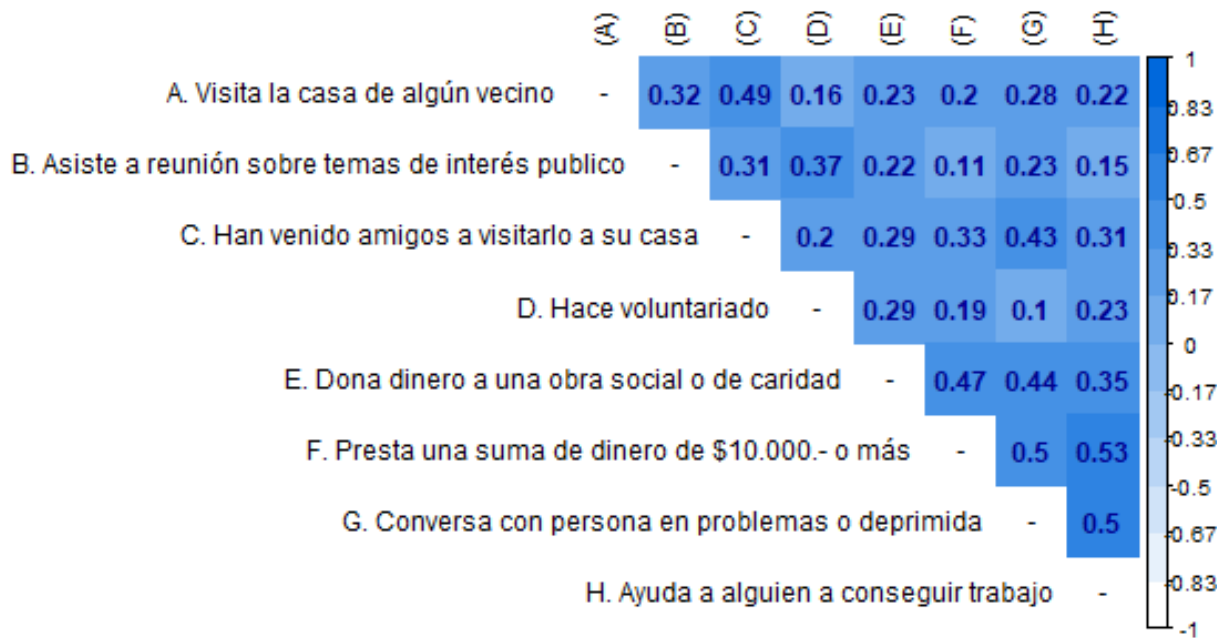 (A) (B) (C) (D) (E) (F) (G) (H)
A. Visita la casa de algún vecino - 0.32 0.49 0.16 0.23 0.2 0.28 0.22
B. Asiste a reunión sobre temas de interés publico - 0.31 0.37 0.22 0.11 0.23 0.15
C. Han venido amigos a visitarlo a su casa - 0.2 0.29 0.33 0.43 0.31
D. Hace voluntariado - 0.29 0.19 0.1 0.23
E. Dona dinero a una obra social o de caridad - 0.47 0.44 0.35
F. Presta una suma de dinero de $10.000.- o más - 0.5 0.53
G. Conversa con persona en problemas o deprimida - 0.5
H. Ayuda a alguien a conseguir trabajo -
1
0.83
0.67
0.5
0.33
0.17
0
-0.17
-0.33
-0.5
-0.67
-0.83
-1